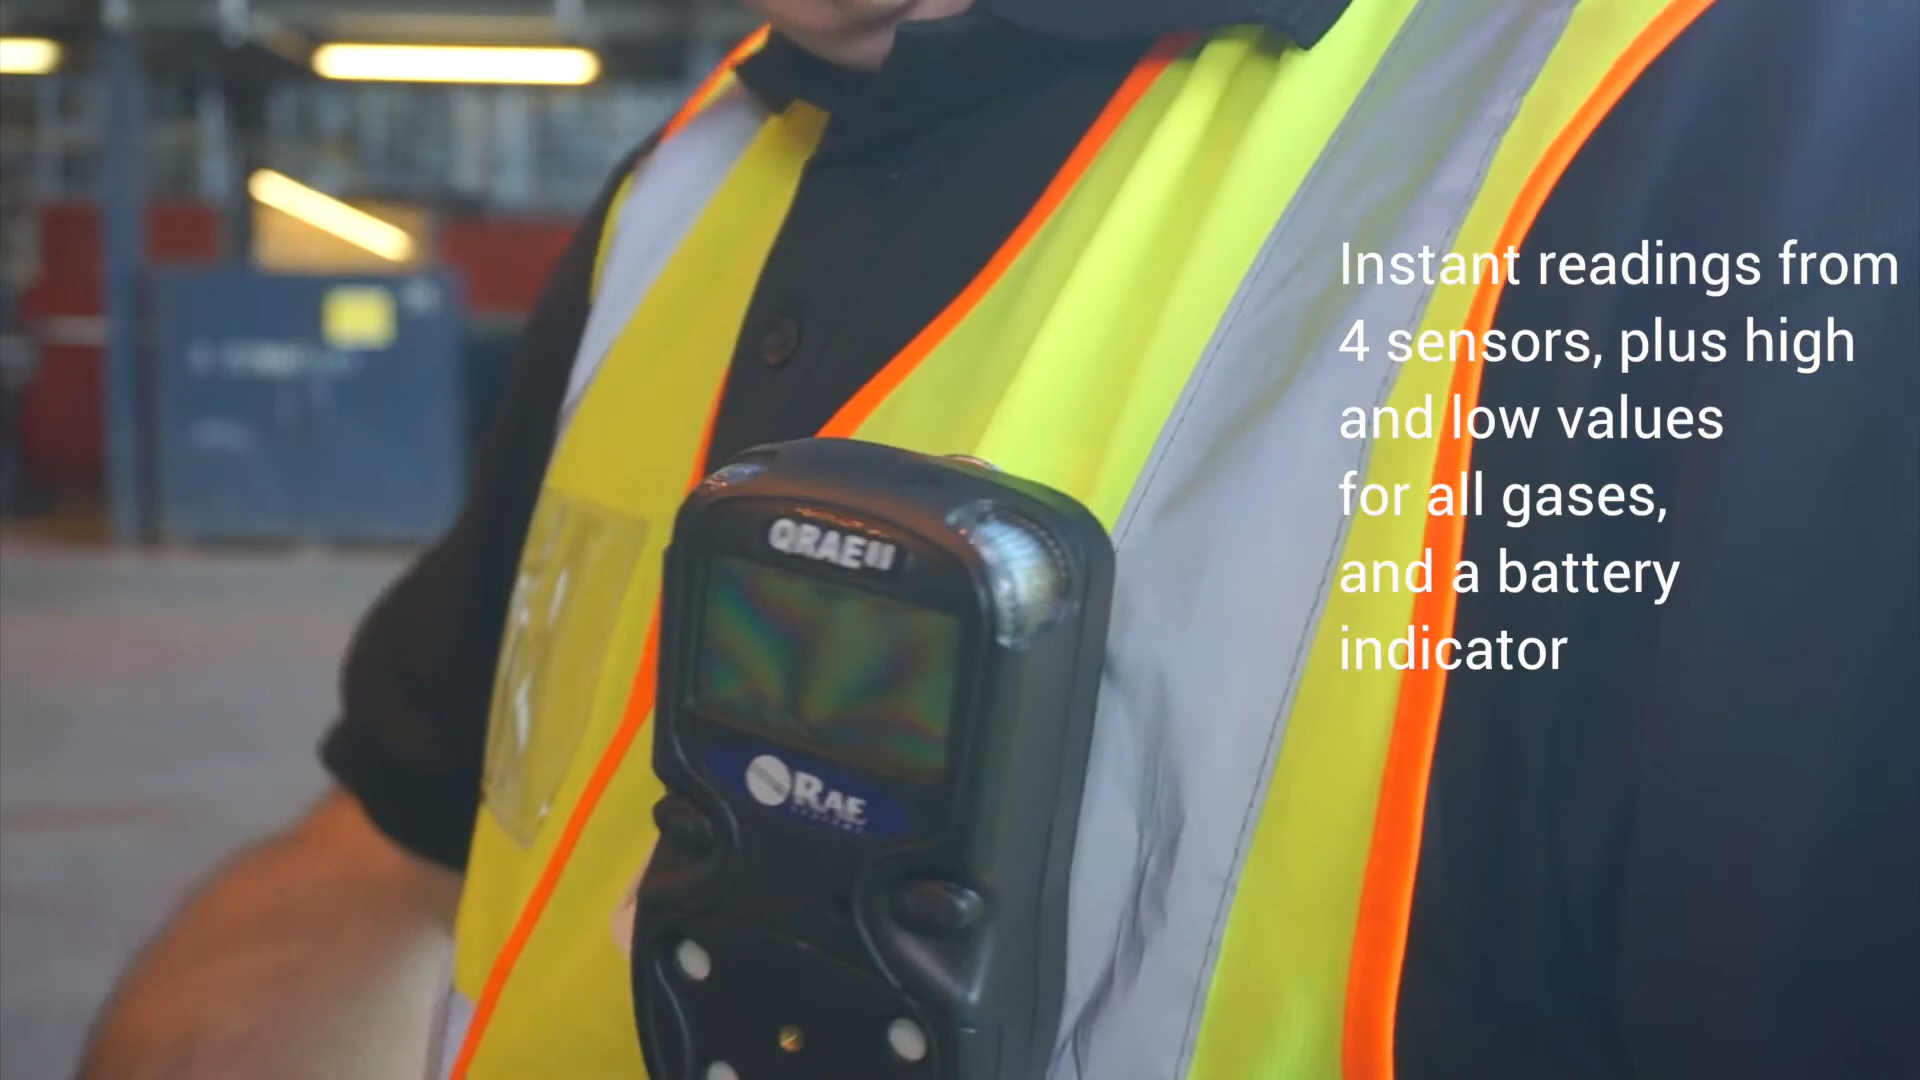 Instant readings from
4 sensors, plus high
and low values
for all gases,
and a battery
indicator
QRAE II
RAE
SYSTEMS